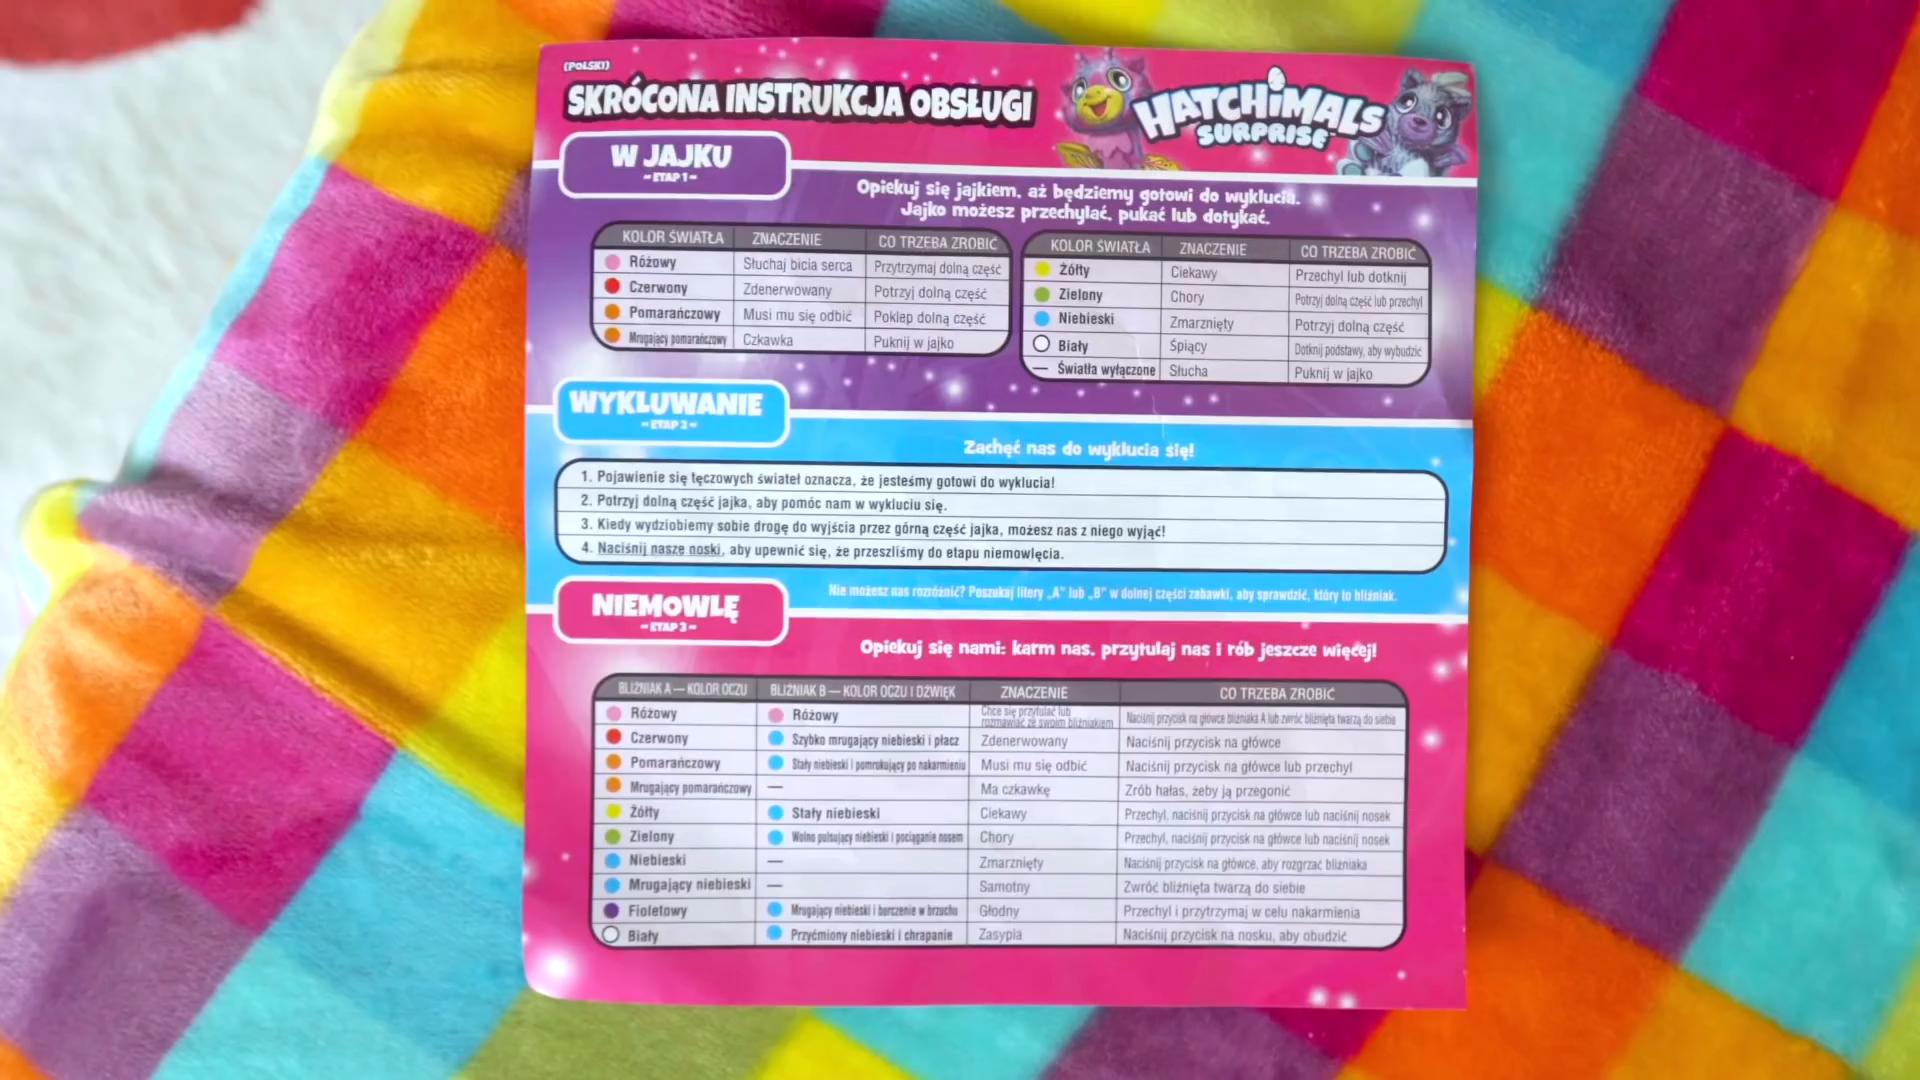 (POLSKI)
SKRÓCONA INSTRUKCJA OBSŁUGI
HATCHiMALS
SURPRISE
W JAJKU
~ ETAP 1 ~
Opiekuj się jajkiem, aż będziemy gotowi do wyklucia.
Jajko możesz przechylać, pukać lub dotykać.
KOLOR ŚWIATŁA ZNACZENIE CO TRZEBA ZROBIĆ
Różowy Słuchaj bicia serca Przytrzymaj dolną część
Czerwony Zdenerwowany Potrzyj dolną część
Pomarańczowy Musi mu się odbić Poklep dolną część
Mrugający pomarańczowy Czkawka Puknij w jajko
KOLOR ŚWIATŁA ZNACZENIE CO TRZEBA ZROBIĆ
Żółty Ciekawy Przechyl lub dotknij
Zielony Chory Potrzyj dolną część lub przechyl
Niebieski Zmarznięty Potrzyj dolną część
Biały Śpiący Dotknij podstawy, aby wybudzić
— Światła wyłączone Słucha Puknij w jajko
WYKLUWANIE
~ ETAP 2 ~
Zachęć nas do wyklucia się!
1. Pojawienie się tęczowych świateł oznacza, że jesteśmy gotowi do wyklucia!
2. Potrzyj dolną część jajka, aby pomóc nam w wykluciu się.
3. Kiedy wydziobiemy sobie drogę do wyjścia przez górną część jajka, możesz nas z niego wyjąć!
4. Naciśnij nasze noski, aby upewnić się, że przeszliśmy do etapu niemowlęcia.
Nie możesz nas rozróżnić? Poszukaj litery „A” lub „B” w dolnej części zabawki, aby sprawdzić, który to bliźniak.
NIEMOWLĘ
~ ETAP 3 ~
Opiekuj się nami: karm nas, przytulaj nas i rób jeszcze więcej!
BLIŹNIAK A — KOLOR OCZU BLIŹNIAK B — KOLOR OCZU I DŹWIĘK ZNACZENIE CO TRZEBA ZROBIĆ
Różowy Różowy Chce się przytulać lub rozmawiać ze swoim bliźniakiem Naciśnij przycisk na główce bliźniaka A lub zwróć bliźnięta twarzą do siebie
Czerwony Szybko mrugający niebieski i płacz Zdenerwowany Naciśnij przycisk na główce
Pomarańczowy Stały niebieski i pomrukujący po nakarmieniu Musi mu się odbić Naciśnij przycisk na główce lub przechyl
Mrugający pomarańczowy — Ma czkawkę Zrób hałas, żeby ją przegonić
Żółty Stały niebieski Ciekawy Przechyl, naciśnij przycisk na główce lub naciśnij nosek
Zielony Wolno pulsujący niebieski i pociąganie nosem Chory Przechyl, naciśnij przycisk na główce lub naciśnij nosek
Niebieski — Zmarznięty Naciśnij przycisk na główce, aby rozgrzać bliźniaka
Mrugający niebieski — Samotny Zwróć bliźnięta twarzą do siebie
Fioletowy Mrugający niebieski i burczenie w brzuchu Głodny Przechyl i przytrzymaj w celu nakarmienia
Biały Przyćmiony niebieski i chrapanie Zasypia Naciśnij przycisk na nosku, aby obudzić